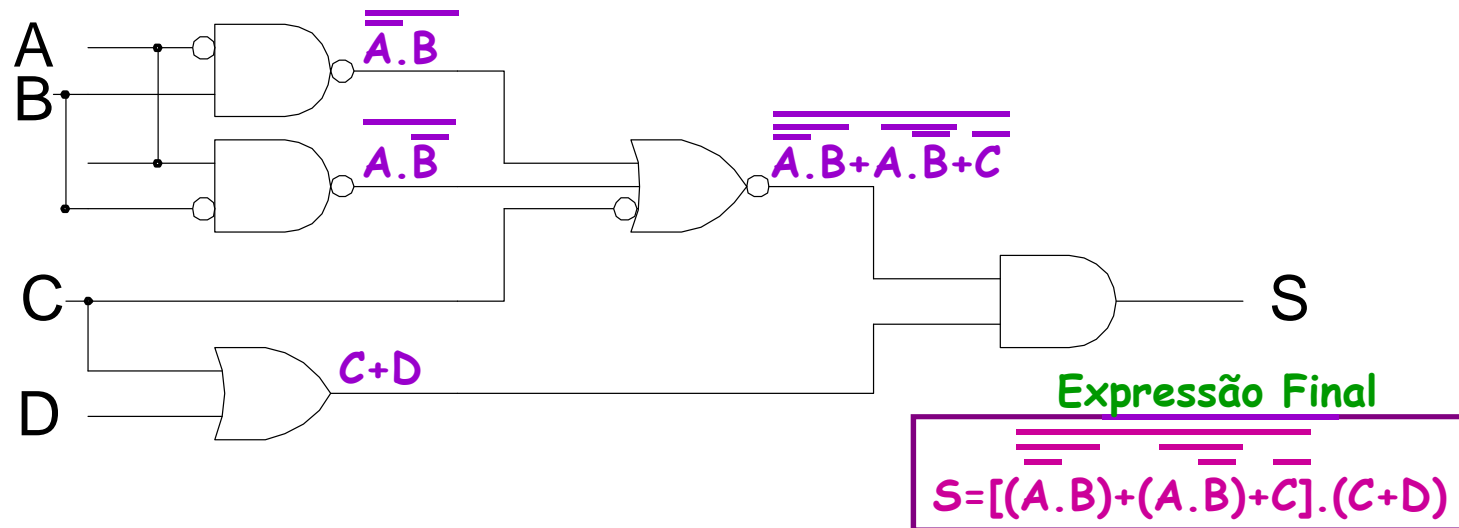 A
B
A̅.B̅
A.B̅
A̅.B+A.B̅+C̅
C
S
C+D
D
Expressão Final
S=[(A̅.B)+(A.B̅)+C̅].(C+D)